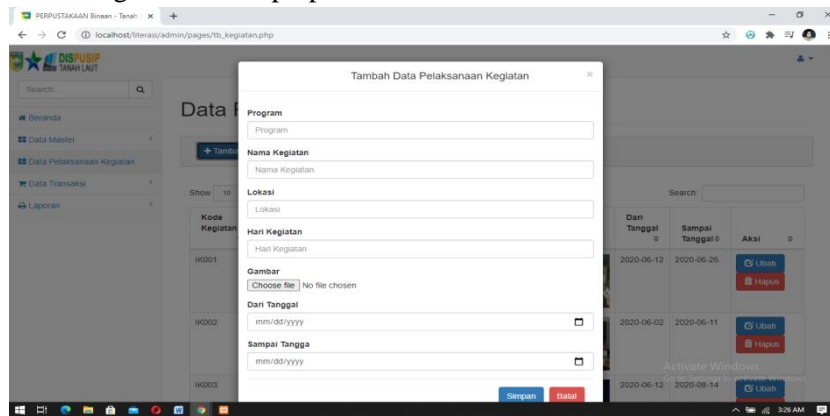 PERPUSTAKAAN Binaan - Tanah
localhost/literasi/admin/pages/tb_kegiatan.php
DISPUSIP
TANAH LAUT
Search...
Beranda
Data Master
Data Pelaksanaan Kegiatan
Data Transaksi
Laporan
Data
Show 10
Kode
Kegiatan
IK001
IK002
IK003
Tambah Data Pelaksanaan Kegiatan
Program
Program
Nama Kegiatan
Nama Kegiatan
Lokasi
Lokasi
Hari Kegiatan
Hari Kegiatan
Gambar
Choose file No file chosen
Dari Tanggal
mm/dd/yyyy
Sampai Tangga
mm/dd/yyyy
Simpan Batal
Search:
Dari
Tanggal
Sampai
Tanggal
Aksi
2020-06-12 2020-06-26 Ubah
Hapus
2020-06-02 2020-06-11 Ubah
Hapus
2020-06-12 2020-08-14 Ubah
Activate Windows
3:26 AM